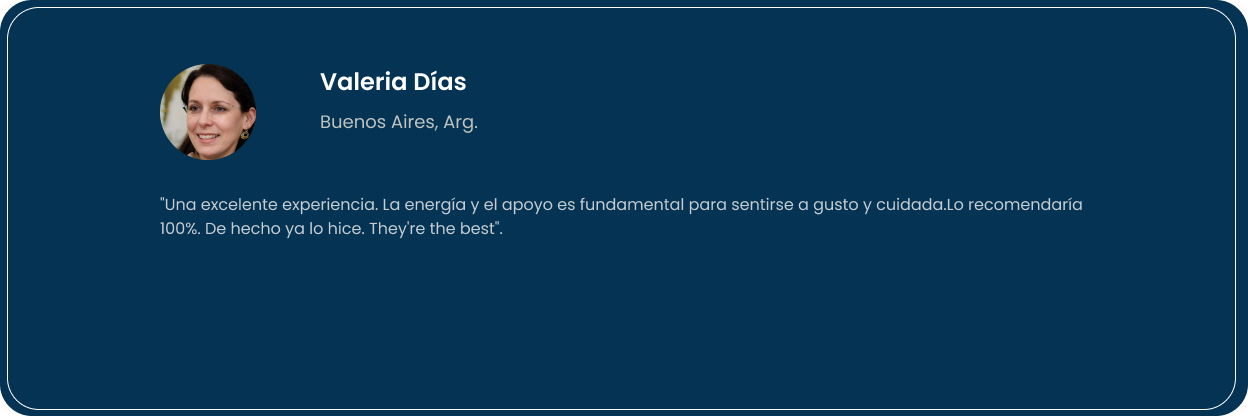 Valeria Días
Buenos Aires, Arg.
"Una excelente experiencia. La energía y el apoyo es fundamental para sentirse a gusto y cuidada.Lo recomendaría
100%. De hecho ya lo hice. They're the best".